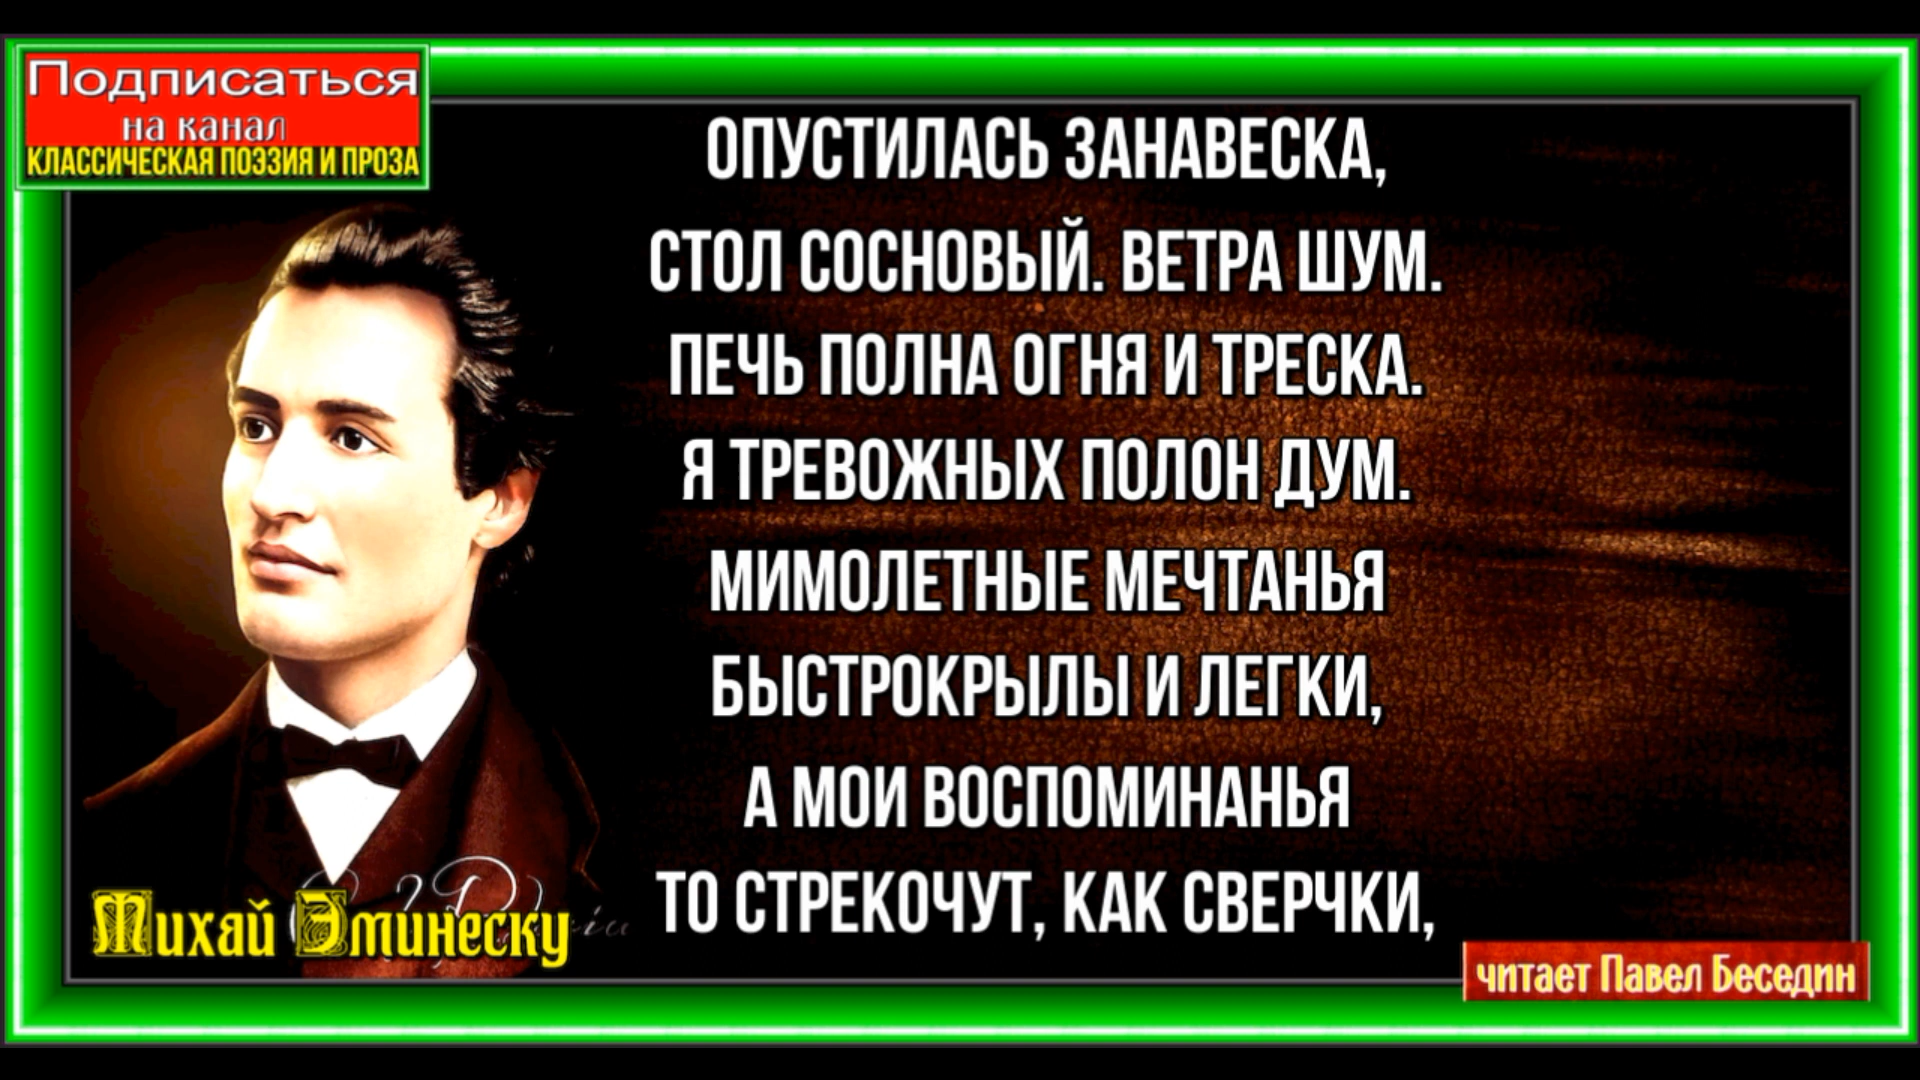 Подписаться
на канал
КЛАССИЧЕСКАЯ ПОЭЗИЯ И ПРОЗА
ОПУСТИЛАСЬ ЗАНАВЕСКА,
СТОЛ СОСНОВЫЙ. ВЕТРА ШУМ.
ПЕЧЬ ПОЛНА ОГНЯ И ТРЕСКА.
Я ТРЕВОЖНЫХ ПОЛОН ДУМ.
МИМОЛЕТНЫЕ МЕЧТАНЬЯ
БЫСТРОКРЫЛЫ И ЛЕГКИ,
А МОИ ВОСПОМИНАНЬЯ
ТО СТРЕКОЧУТ, КАК СВЕРЧКИ,
Михай Эминеску
читает Павел Беседин